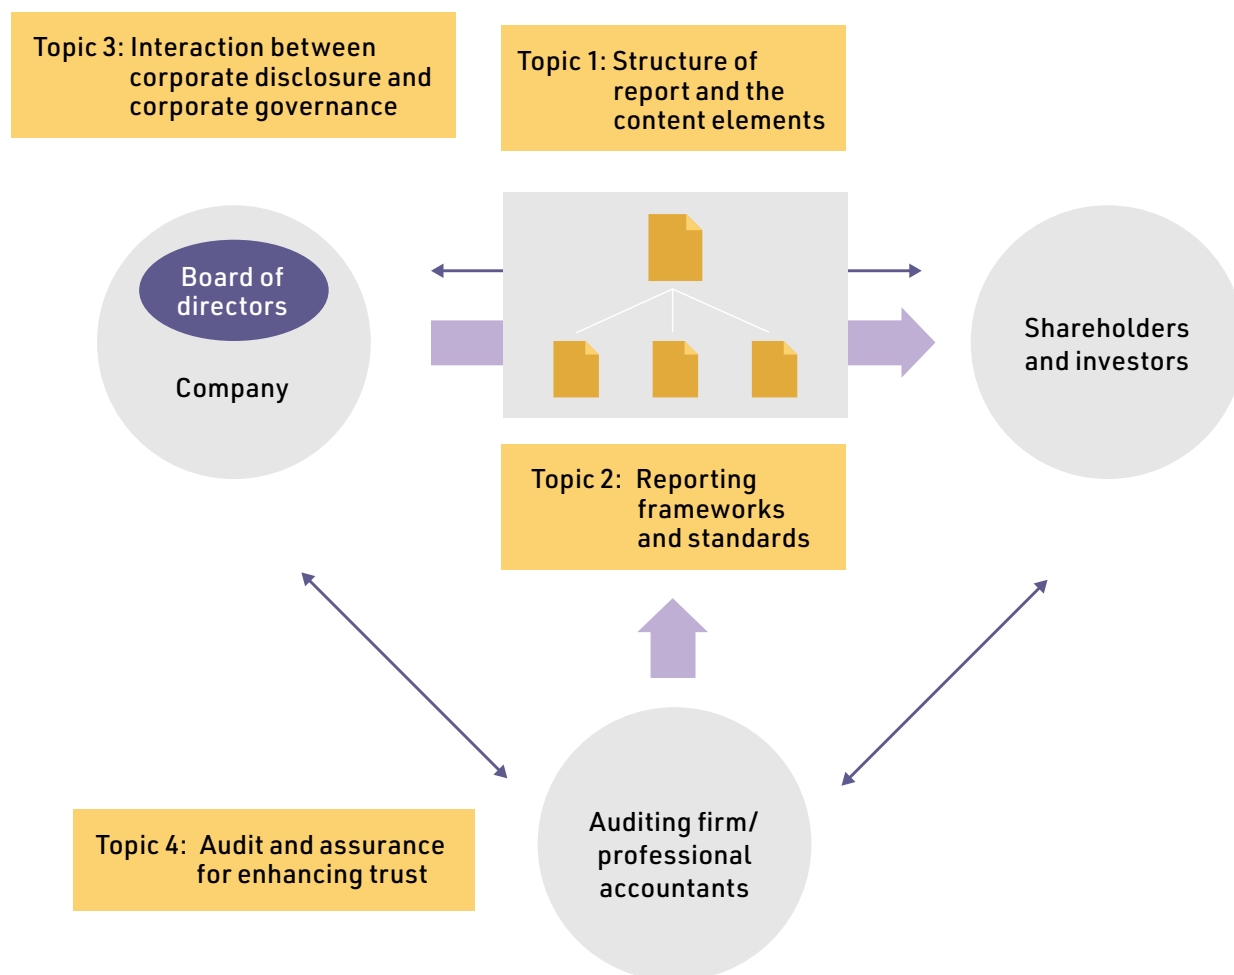 Topic 3: Interaction between
corporate disclosure and
corporate governance
Topic 1: Structure of
report and the
content elements
Board of
directors
Company
Shareholders
and investors
Topic 2: Reporting
frameworks
and standards
Topic 4: Audit and assurance
for enhancing trust
Auditing firm/
professional
accountants